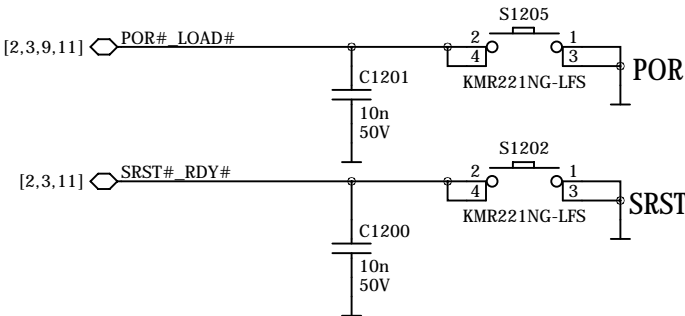 S1205
[2,3,9,11] POR#_LOAD# 2 1
4 3 POR
C1201 KMR221NG-LFS
10n
50V
S1202
[2,3,11] SRST#_RDY# 2 1
4 3 SRST
C1200 KMR221NG-LFS
10n
50V